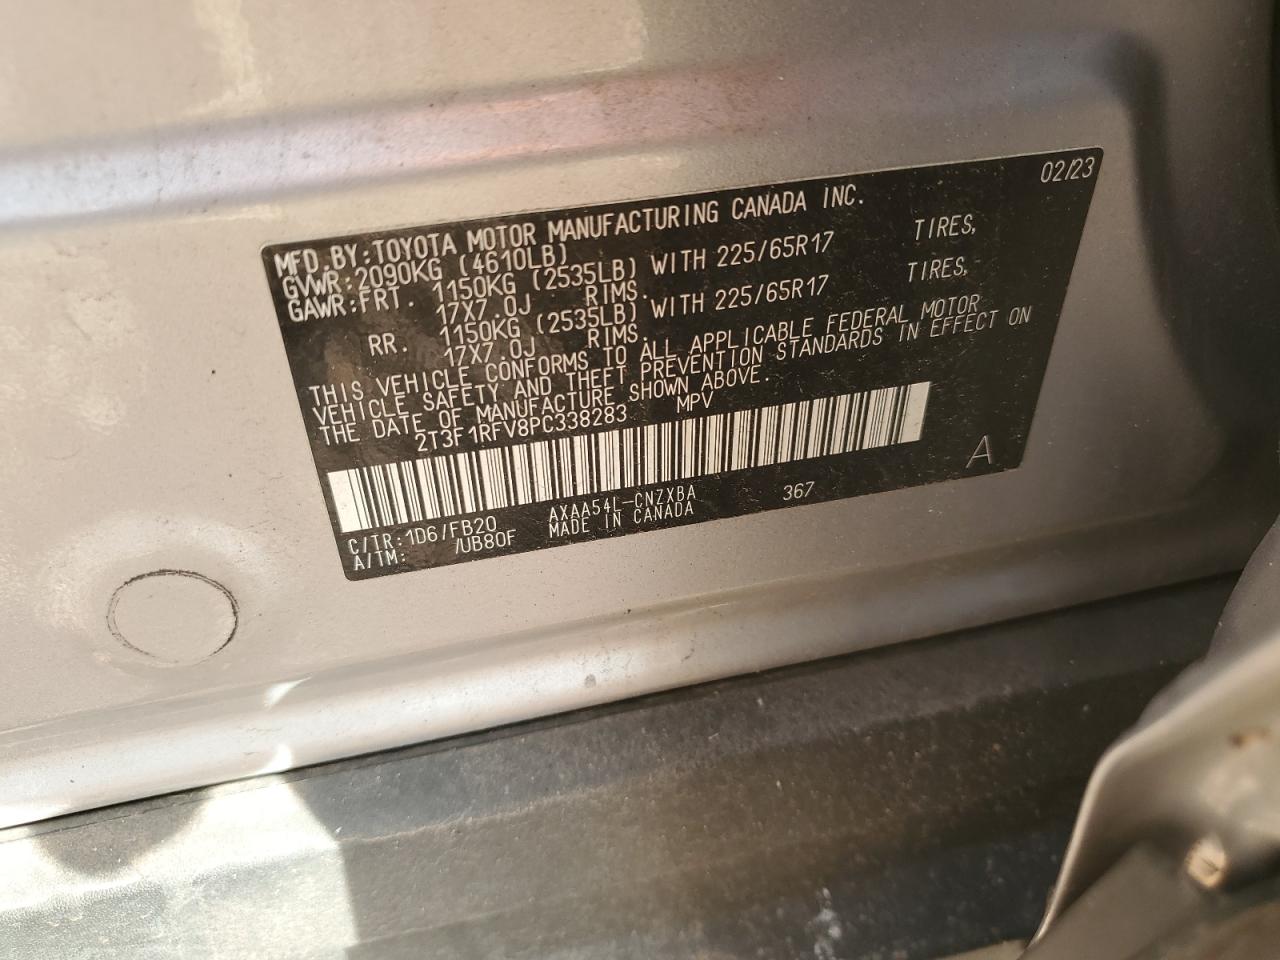 02/23
MFD.BY:TOYOTA MOTOR MANUFACTURING CANADA INC.
GVWR:2090KG (4610LB)
GAWR:FRT. 1150KG (2535LB) WITH 225/65R17 TIRES,
17X7.0J RIMS.
RR. 1150KG (2535LB) WITH 225/65R17 TIRES,
17X7.0J RIMS.
THIS VEHICLE CONFORMS TO ALL APPLICABLE FEDERAL MOTOR
VEHICLE SAFETY AND THEFT PREVENTION STANDARDS IN EFFECT ON
THE DATE OF MANUFACTURE SHOWN ABOVE.
2T3F1RFV8PC338283 MPV
A
C/TR:1D6/FB20 AXAA54L-CNZXBA 367
A/TM: /UB80F MADE IN CANADA